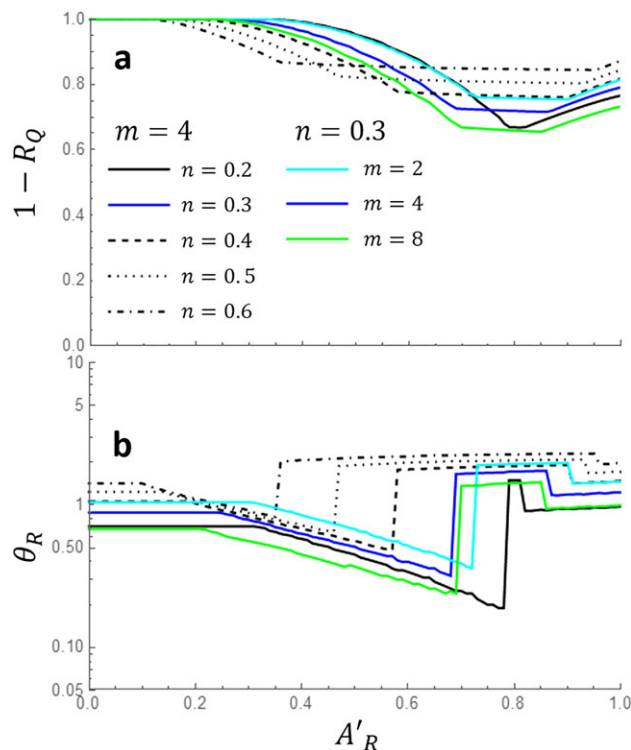 1.0
a
0.8
m = 4 n = 0.3
0.6
n = 0.2 m = 2
n = 0.3 m = 4
0.4
n = 0.4 m = 8
n = 0.5
0.2
n = 0.6
0.0
1 − R_Q
10
b
5
1
0.50
0.10
0.05
θ_R
0.0 0.2 0.4 0.6 0.8 1.0
A′_R